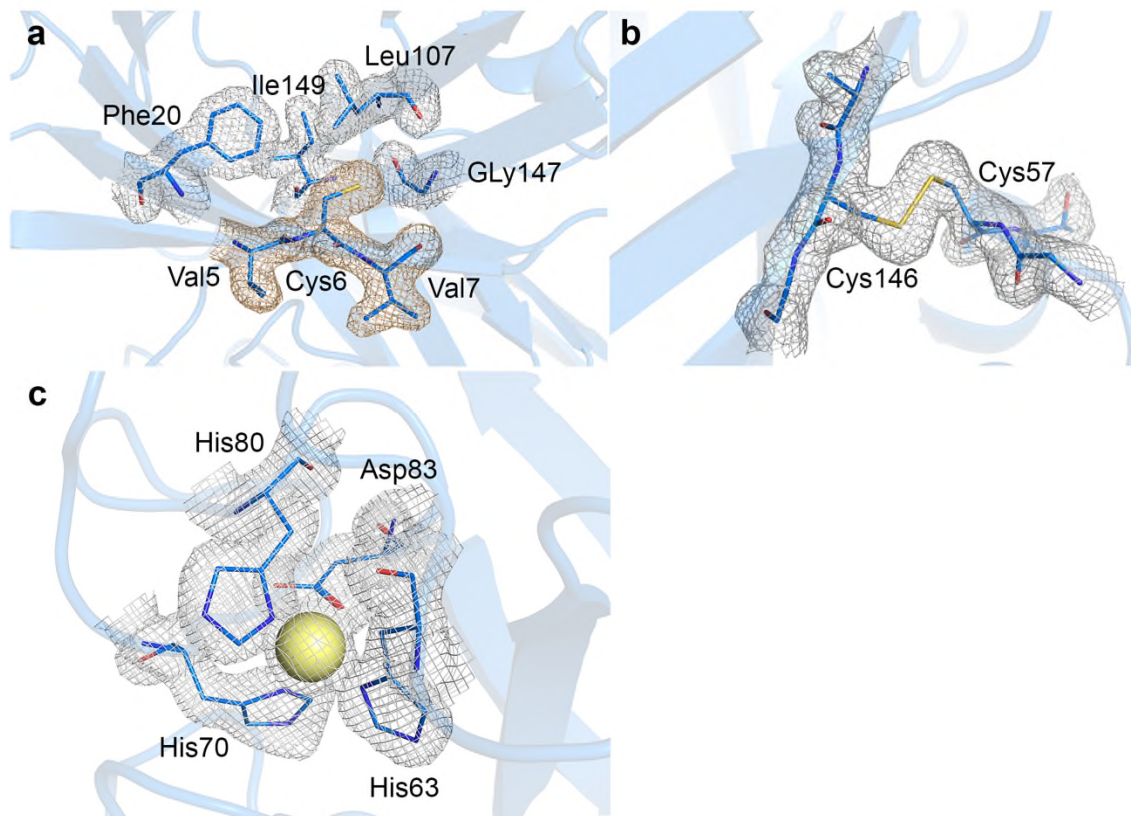 a
b
Leu107
Ile149
Phe20
GLy147
Cys57
Val5
Cys6
Val7
Cys146
c
His80
Asp83
His70
His63